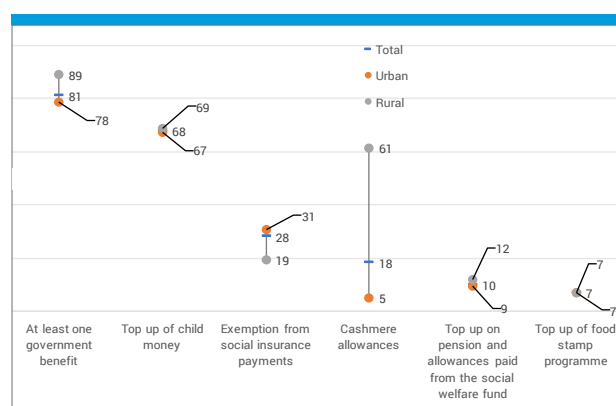 Total
Urban
Rural
89
81
78
69
68
67
31
28
19
61
18
5
12
10
9
7
7
7
At least one
government
benefit
Top up of child
money
Exemption from
social insurance
payments
Cashmere
allowances
Top up on
pension and
allowances paid
from the social
welfare fund
Top up of food
stamp
programme